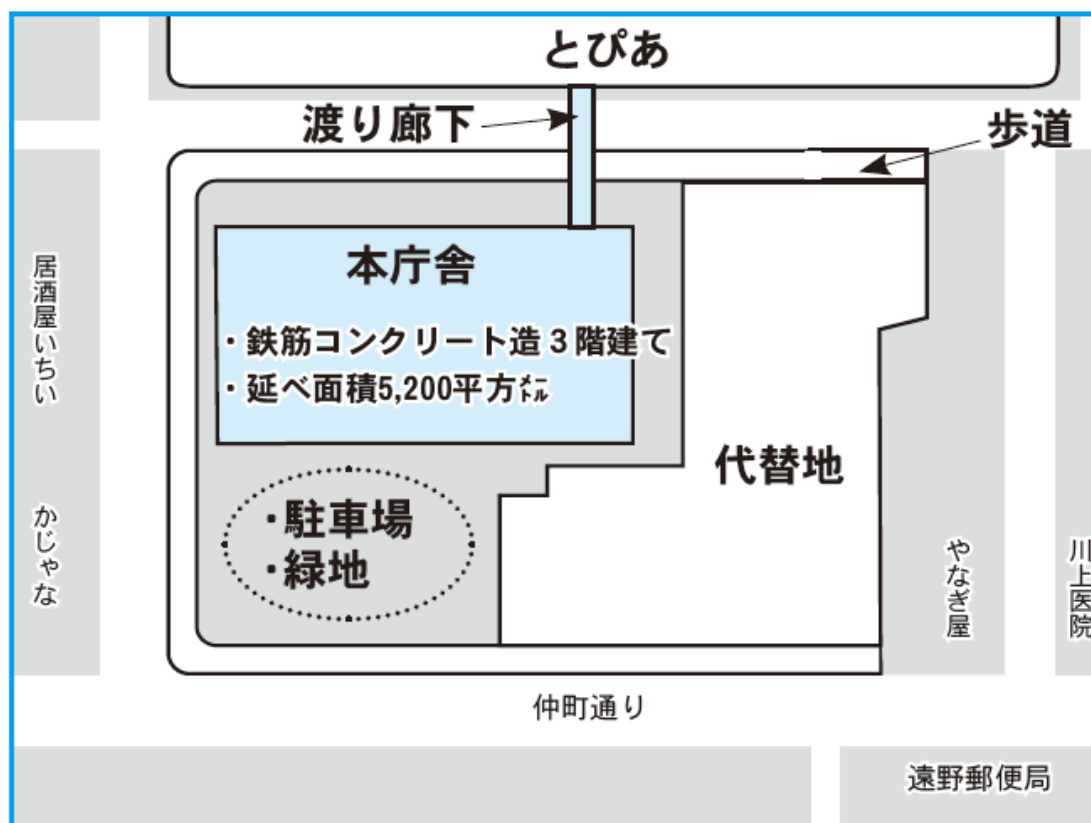 とぴあ
渡り廊下
歩道
本庁舎
・鉄筋コンクリート造３階建て
・延べ面積5,200平方㍍
居酒屋いちい
代替地
・駐車場
・緑地
かじゃな
やなぎ屋
川上医院
仲町通り
遠野郵便局